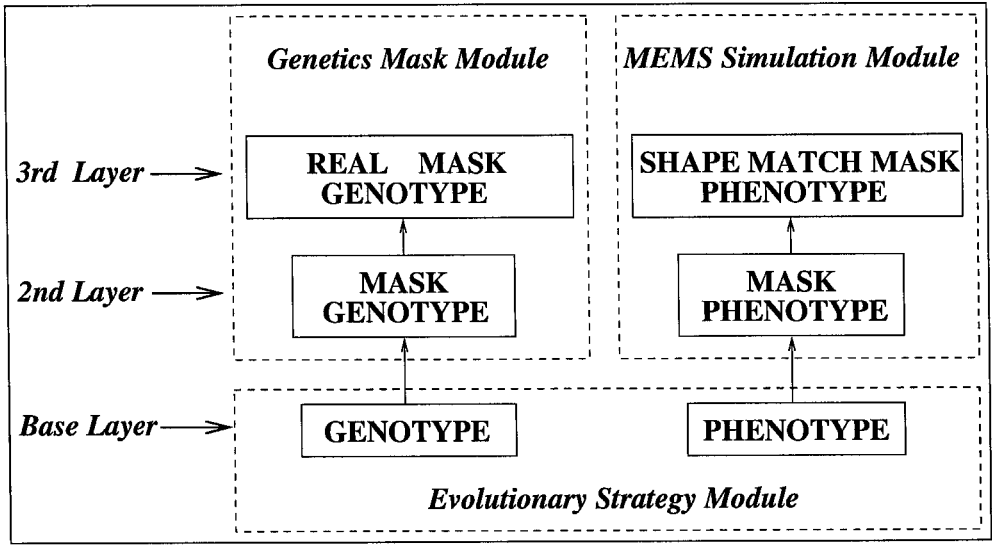 Genetics Mask Module
MEMS Simulation Module
3rd Layer
REAL MASK
GENOTYPE
SHAPE MATCH MASK
PHENOTYPE
2nd Layer
MASK
GENOTYPE
MASK
PHENOTYPE
Base Layer
GENOTYPE
PHENOTYPE
Evolutionary Strategy Module